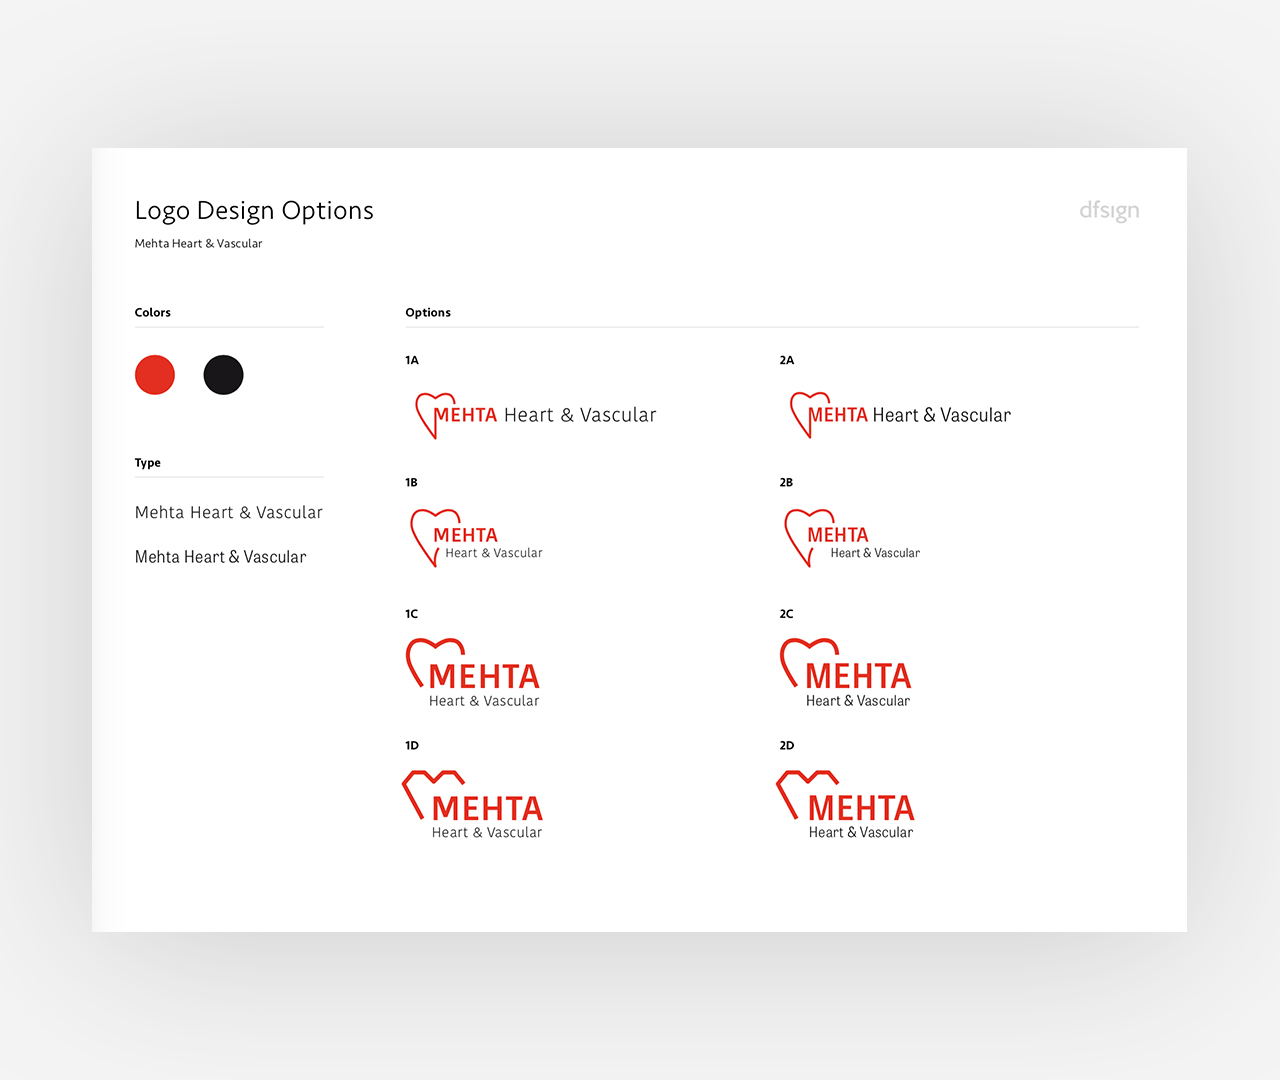 Logo Design Options
dfsign
Mehta Heart & Vascular
Colors
Type
Mehta Heart & Vascular
Mehta Heart & Vascular
Options
1A
MEHTA Heart & Vascular
2A
MEHTA Heart & Vascular
1B
MEHTA
Heart & Vascular
2B
MEHTA
Heart & Vascular
1C
MEHTA
Heart & Vascular
2C
MEHTA
Heart & Vascular
1D
MEHTA
Heart & Vascular
2D
MEHTA
Heart & Vascular